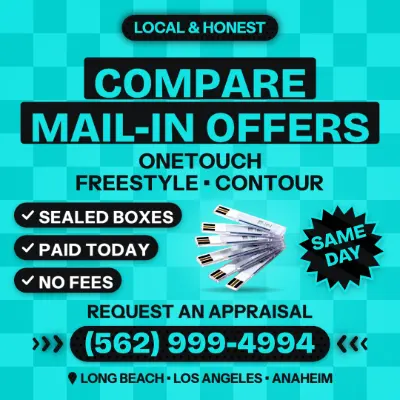 LOCAL & HONEST
COMPARE
MAIL-IN OFFERS
ONETOUCH
FREESTYLE • CONTOUR
✓ SEALED BOXES
✓ PAID TODAY
✓ NO FEES
SAME
DAY
REQUEST AN APPRAISAL
(562) 999-4994
LONG BEACH • LOS ANGELES • ANAHEIM